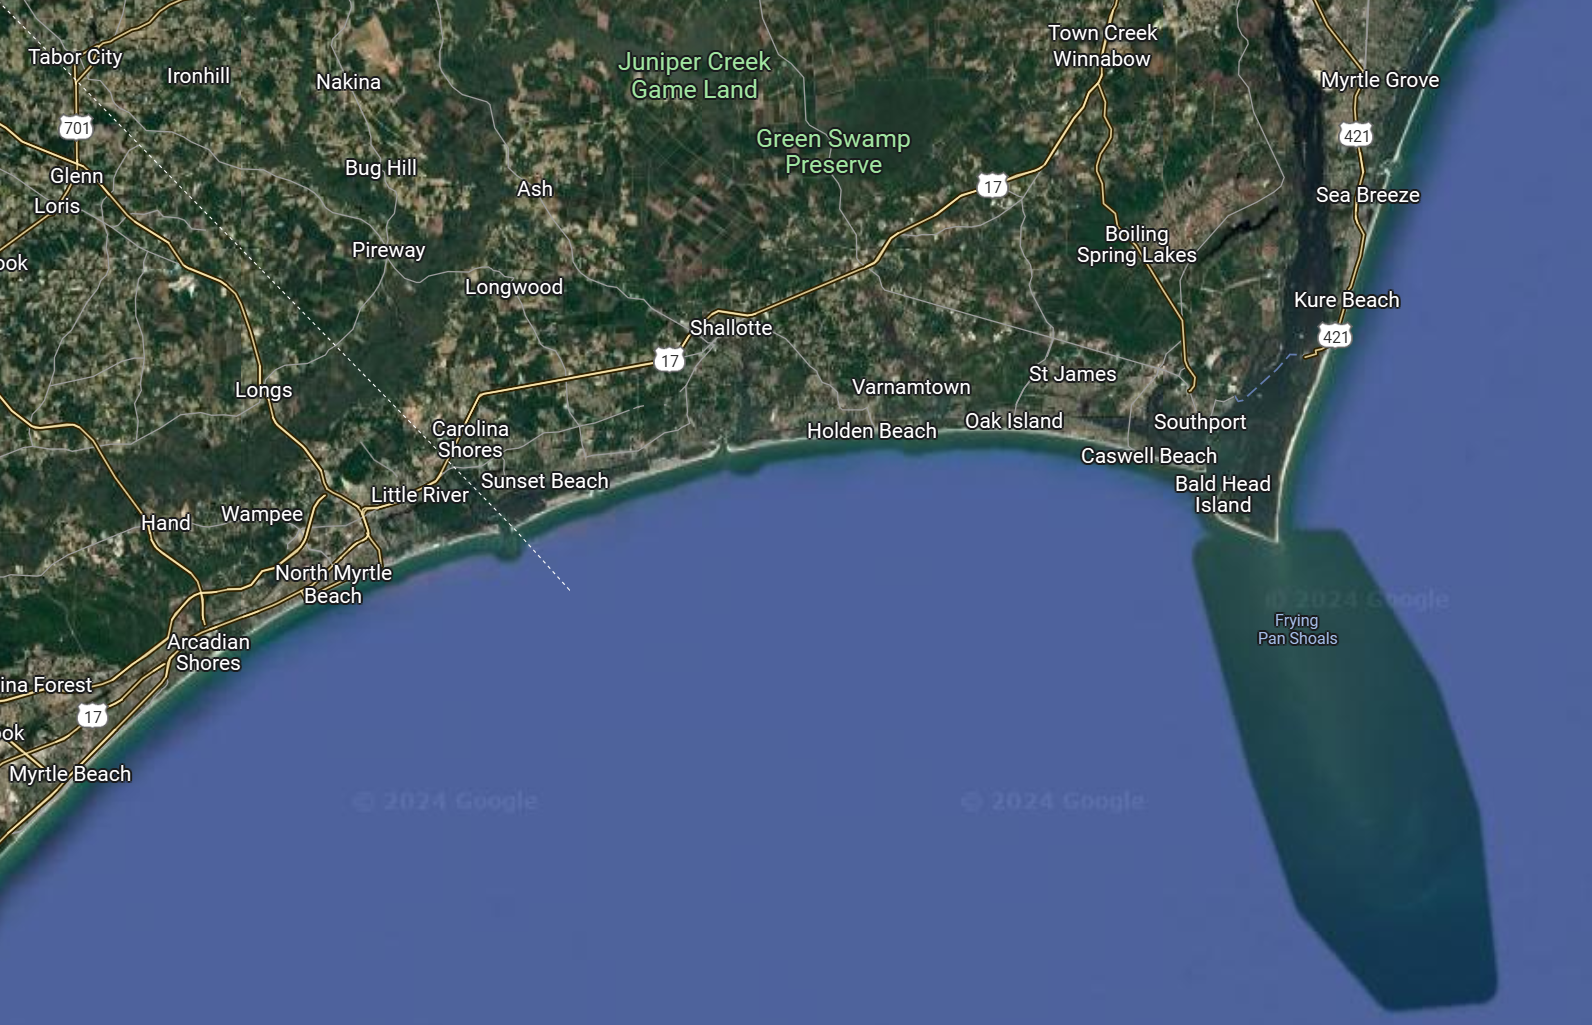 Town Creek
Winnabow
Tabor City
Ironhill
Nakina
Juniper Creek
Game Land
Myrtle Grove
701
421
Green Swamp
Preserve
Bug Hill
Glenn
Ash
17
Sea Breeze
Loris
Boiling
Spring Lakes
Pireway
ook
Longwood
Kure Beach
Shallotte
421
17
St James
Longs
Varnamtown
Carolina
Shores
Holden Beach
Oak Island
Southport
Caswell Beach
Sunset Beach
Little River
Bald Head
Island
Wampee
Hand
North Myrtle
Beach
© 2024 Google
Frying
Pan Shoals
Arcadian
Shores
ina Forest
17
ook
Myrtle Beach
© 2024 Google
© 2024 Google